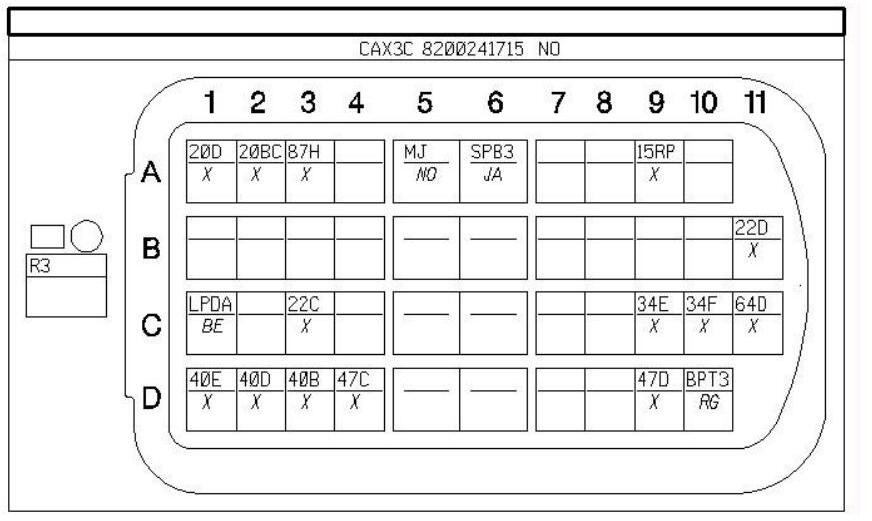 CAX3C 8200241715 NO
1 2 3 4 5 6 7 8 9 10 11
A
20D 20BC 87H MJ SPB3 15RP
X X X NO JA X
B
22D
X
R3
C
LPDA 22C 34E 34F 64D
BE X X X X
D
40E 40D 40B 47C 47D BPT3
X X X X X RG